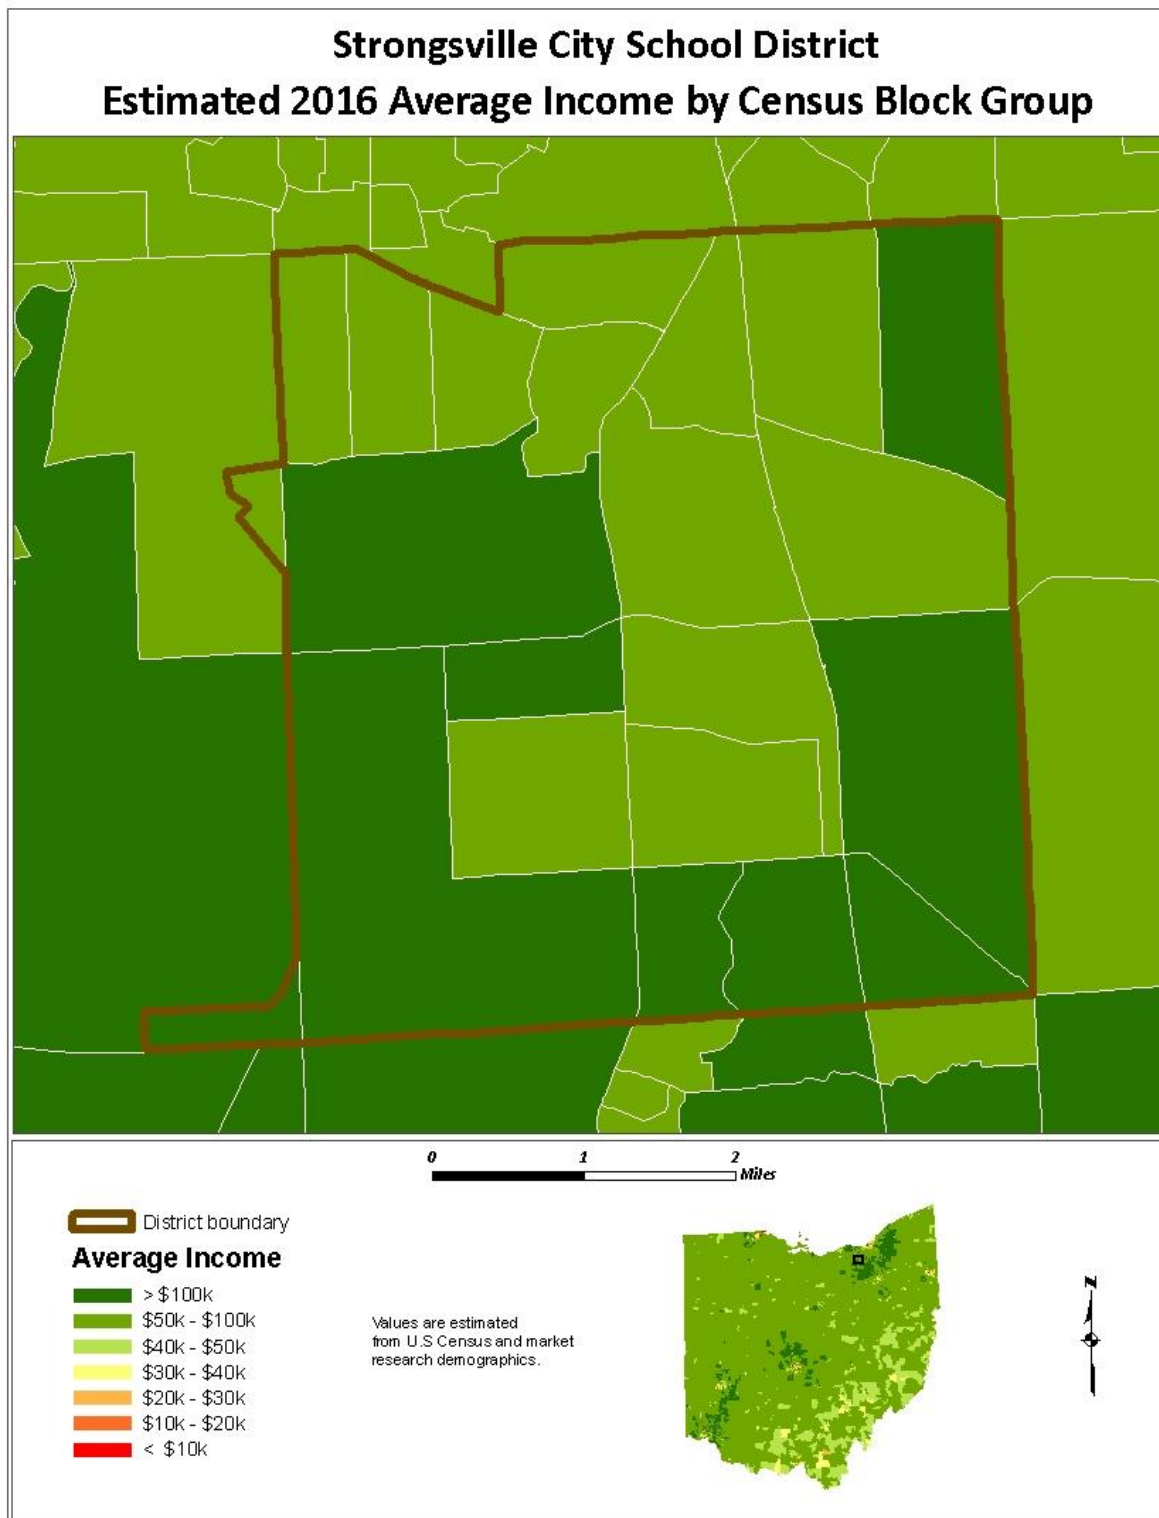 Strongsville City School District
Estimated 2016 Average Income by Census Block Group
0 1 2
Miles
District boundary
Average Income
> $100k
$50k - $100k
$40k - $50k
$30k - $40k
$20k - $30k
$10k - $20k
< $10k
Values are estimated
from U.S Census and market
research demographics.
N